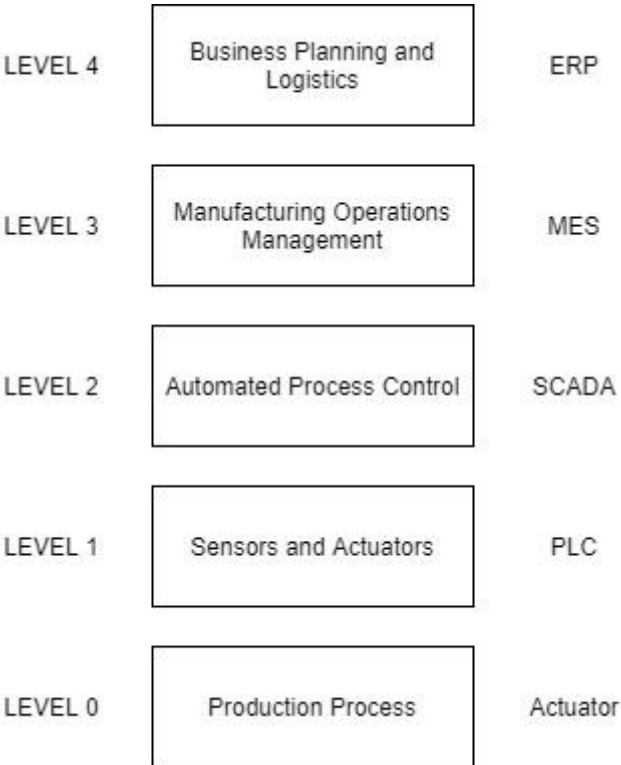 LEVEL 4
Business Planning and
Logistics
ERP
LEVEL 3
Manufacturing Operations
Management
MES
LEVEL 2
Automated Process Control
SCADA
LEVEL 1
Sensors and Actuators
PLC
LEVEL 0
Production Process
Actuator